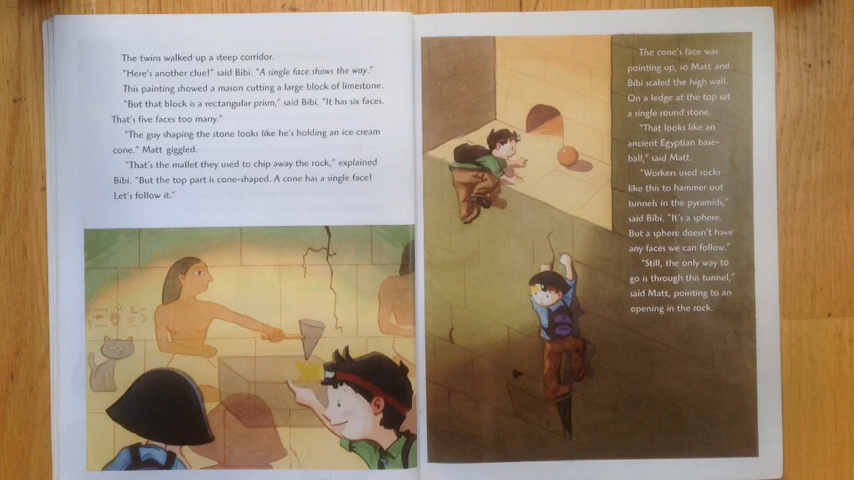 The twins walked up a steep corridor.
"Here's another clue!" said Bibi. "A single face shows the way."
This painting showed a mason cutting a large block of limestone.
"But that block is a rectangular prism," said Bibi. "It has six faces.
That's five faces too many."
"The guy shaping the stone looks like he's holding an ice cream
cone." Matt giggled.
"That's the mallet they used to chip away the rock," explained
Bibi. "But the top part is cone-shaped. A cone has a single face!
Let's follow it."
The cone's face was
pointing up, so Matt and
Bibi scaled the high wall.
On a ledge at the top sat
a single round stone.
"That looks like an
ancient Egyptian base-
ball," said Matt.
"Workers used rocks
like this to hammer out
tunnels in the pyramids,"
said Bibi. "It's a sphere.
But a sphere doesn't have
any faces we can follow."
"Still, the only way to
go is through this tunnel,"
said Matt, pointing to an
opening in the rock.